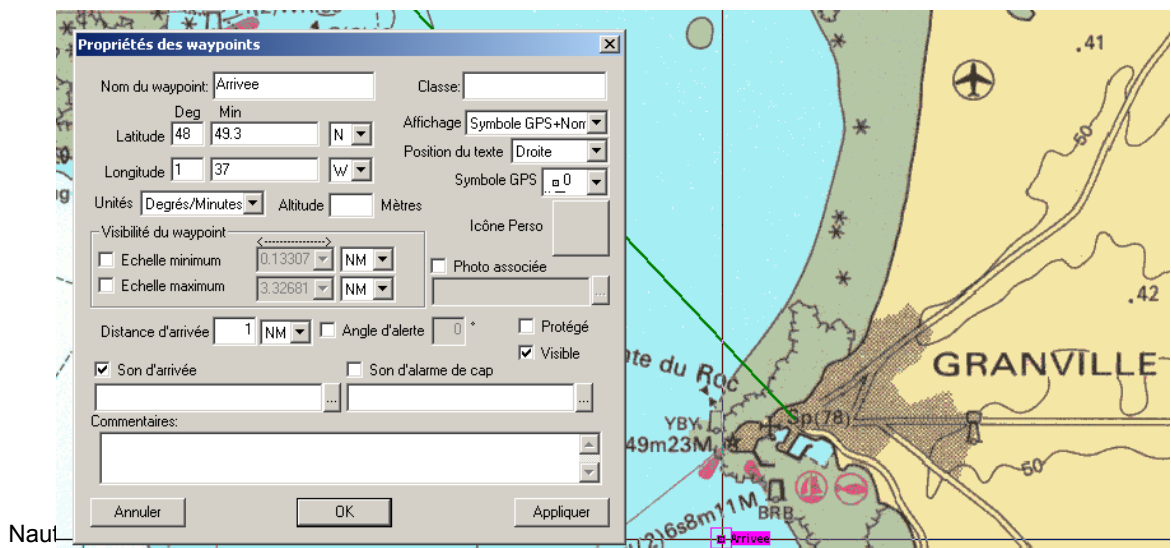 Propriétés des waypoints
Nom du waypoint: Arrivee
Classe:
Deg Min
Latitude 48 49.3 N
Affichage Symbole GPS+Nom
Longitude 1 37 W
Position du texte Droite
Symbole GPS 0
Unités Degrés/Minutes Altitude Mètres
Icône Perso
Visibilité du waypoint
Echelle minimum 0.13307 NM
Photo associée
Echelle maximum 3.32681 NM
Distance d'arrivée 1 NM Angle d'alerte 0 °
Protégé
Visible
Son d'arrivée
Son d'alarme de cap
Commentaires:
Annuler OK Appliquer
.41
50
.42
GRANVILLE
nte du Roc
Sp(78)
YBY
49m23M
50
2)6s8m11M
BRB
Arrivee
Naut